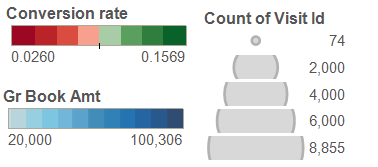 Conversion rate
0.0260 0.1569
Gr Book Amt
20,000 100,306
Count of Visit Id
74
2,000
4,000
6,000
8,855